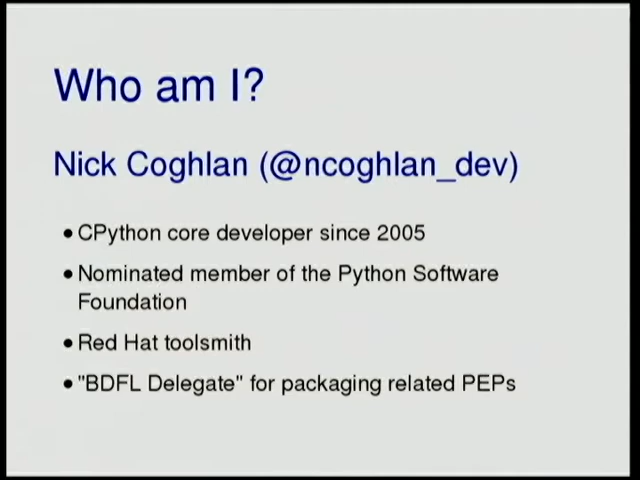 Who am I?
Nick Coghlan (@ncoghlan_dev)
• CPython core developer since 2005
• Nominated member of the Python Software
Foundation
• Red Hat toolsmith
• "BDFL Delegate" for packaging related PEPs